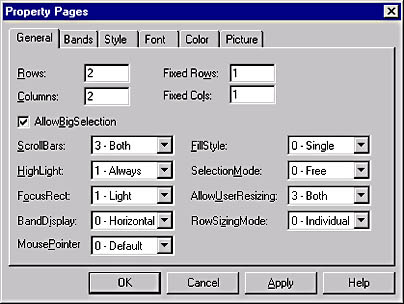 Property Pages
General Bands Style Font Color Picture
Rows: 2 Fixed Rows: 1
Columns: 2 Fixed Cols: 1
AllowBigSelection
ScrollBars: 3 - Both FillStyle: 0 - Single
HighLight: 1 - Always SelectionMode: 0 - Free
FocusRect: 1 - Light AllowUserResizing: 3 - Both
BandDisplay: 0 - Horizontal RowSizingMode: 0 - Individual
MousePointer 0 - Default
OK Cancel Apply Help